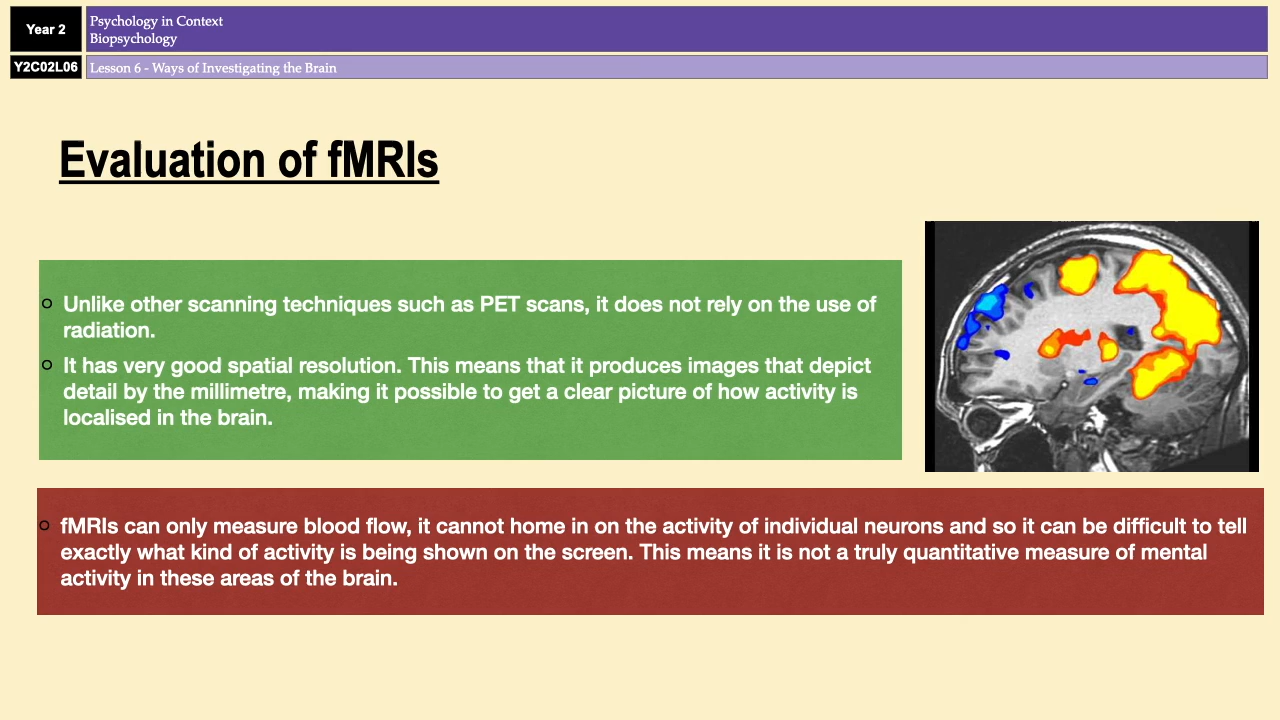 Year 2
Psychology in Context
Biopsychology
Y2C02L06
Lesson 6 - Ways of Investigating the Brain
Evaluation of fMRIs
Unlike other scanning techniques such as PET scans, it does not rely on the use of
radiation.
It has very good spatial resolution. This means that it produces images that depict
detail by the millimetre, making it possible to get a clear picture of how activity is
localised in the brain.
fMRIs can only measure blood flow, it cannot home in on the activity of individual neurons and so it can be difficult to tell
exactly what kind of activity is being shown on the screen. This means it is not a truly quantitative measure of mental
activity in these areas of the brain.